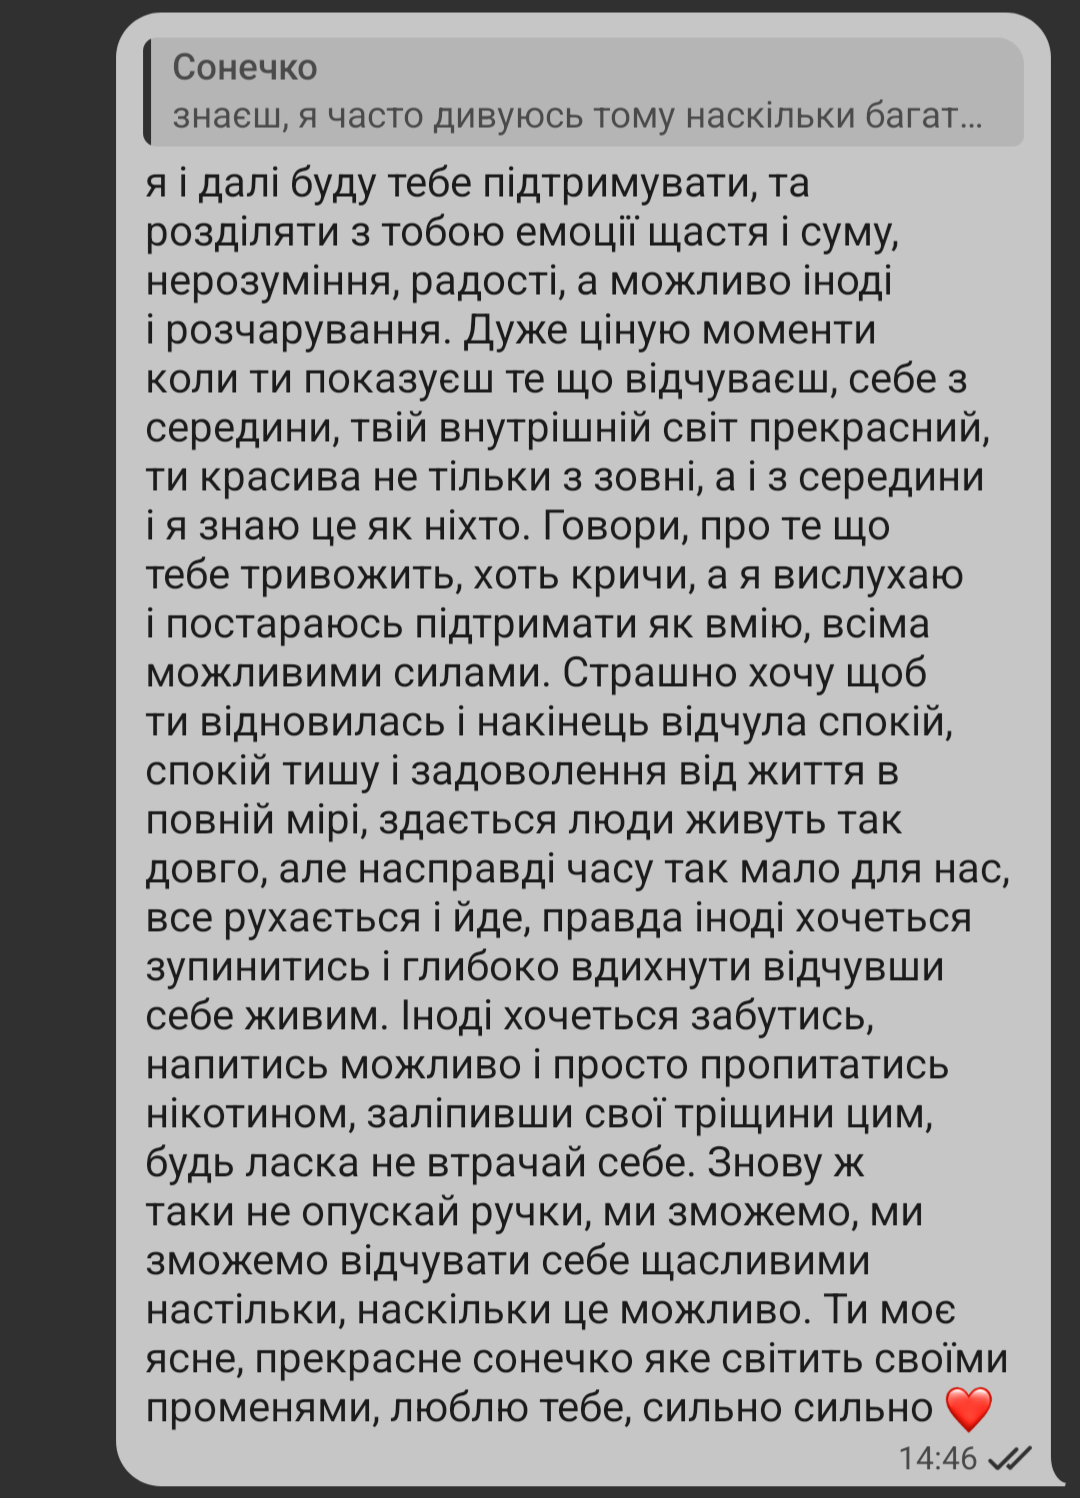 Сонечко
знаєш, я часто дивуюсь тому наскільки багат...
я і далі буду тебе підтримувати, та
розділяти з тобою емоції щастя і суму,
нерозуміння, радості, а можливо іноді
і розчарування. Дуже ціную моменти
коли ти показуєш те що відчуваєш, себе з
середини, твій внутрішній світ прекрасний,
ти красива не тільки з зовні, а і з середини
і я знаю це як ніхто. Говори, про те що
тебе тривожить, хоть кричи, а я вислухаю
і постараюсь підтримати як вмію, всіма
можливими силами. Страшно хочу щоб
ти відновилась і накінець відчула спокій,
спокій тишу і задоволення від життя в
повній мірі, здається люди живуть так
довго, але насправді часу так мало для нас,
все рухається і йде, правда іноді хочеться
зупинитись і глибоко вдихнути відчувши
себе живим. Іноді хочеться забутись,
напитись можливо і просто пропитатись
нікотином, заліпивши свої тріщини цим,
будь ласка не втрачай себе. Знову ж
таки не опускай ручки, ми зможемо, ми
зможемо відчувати себе щасливими
настільки, наскільки це можливо. Ти моє
ясне, прекрасне сонечко яке світить своїми
променями, люблю тебе, сильно сильно ❤️
14:46